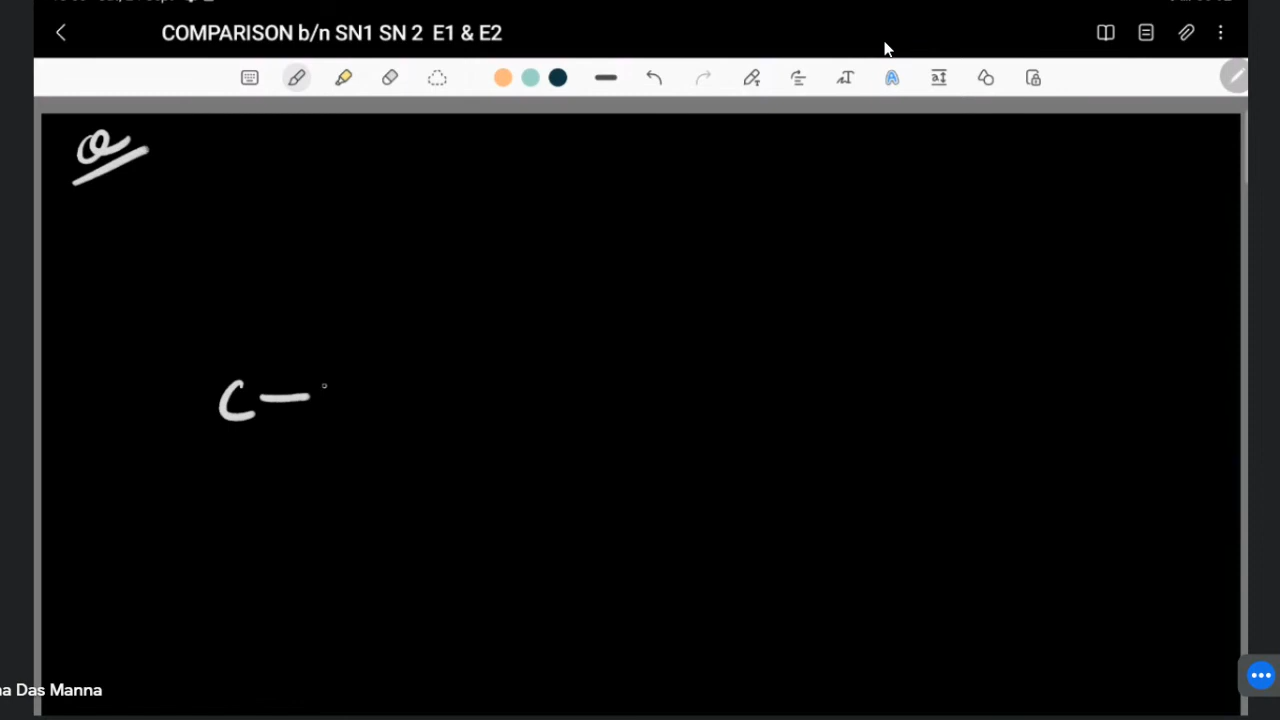 COMPARISON b/n SN1 SN 2 E1 & E2
Q
C—
a Das Manna